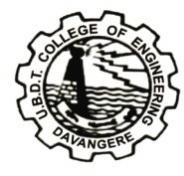 U.B.D.T. COLLEGE OF ENGINEERING
DAVANGERE